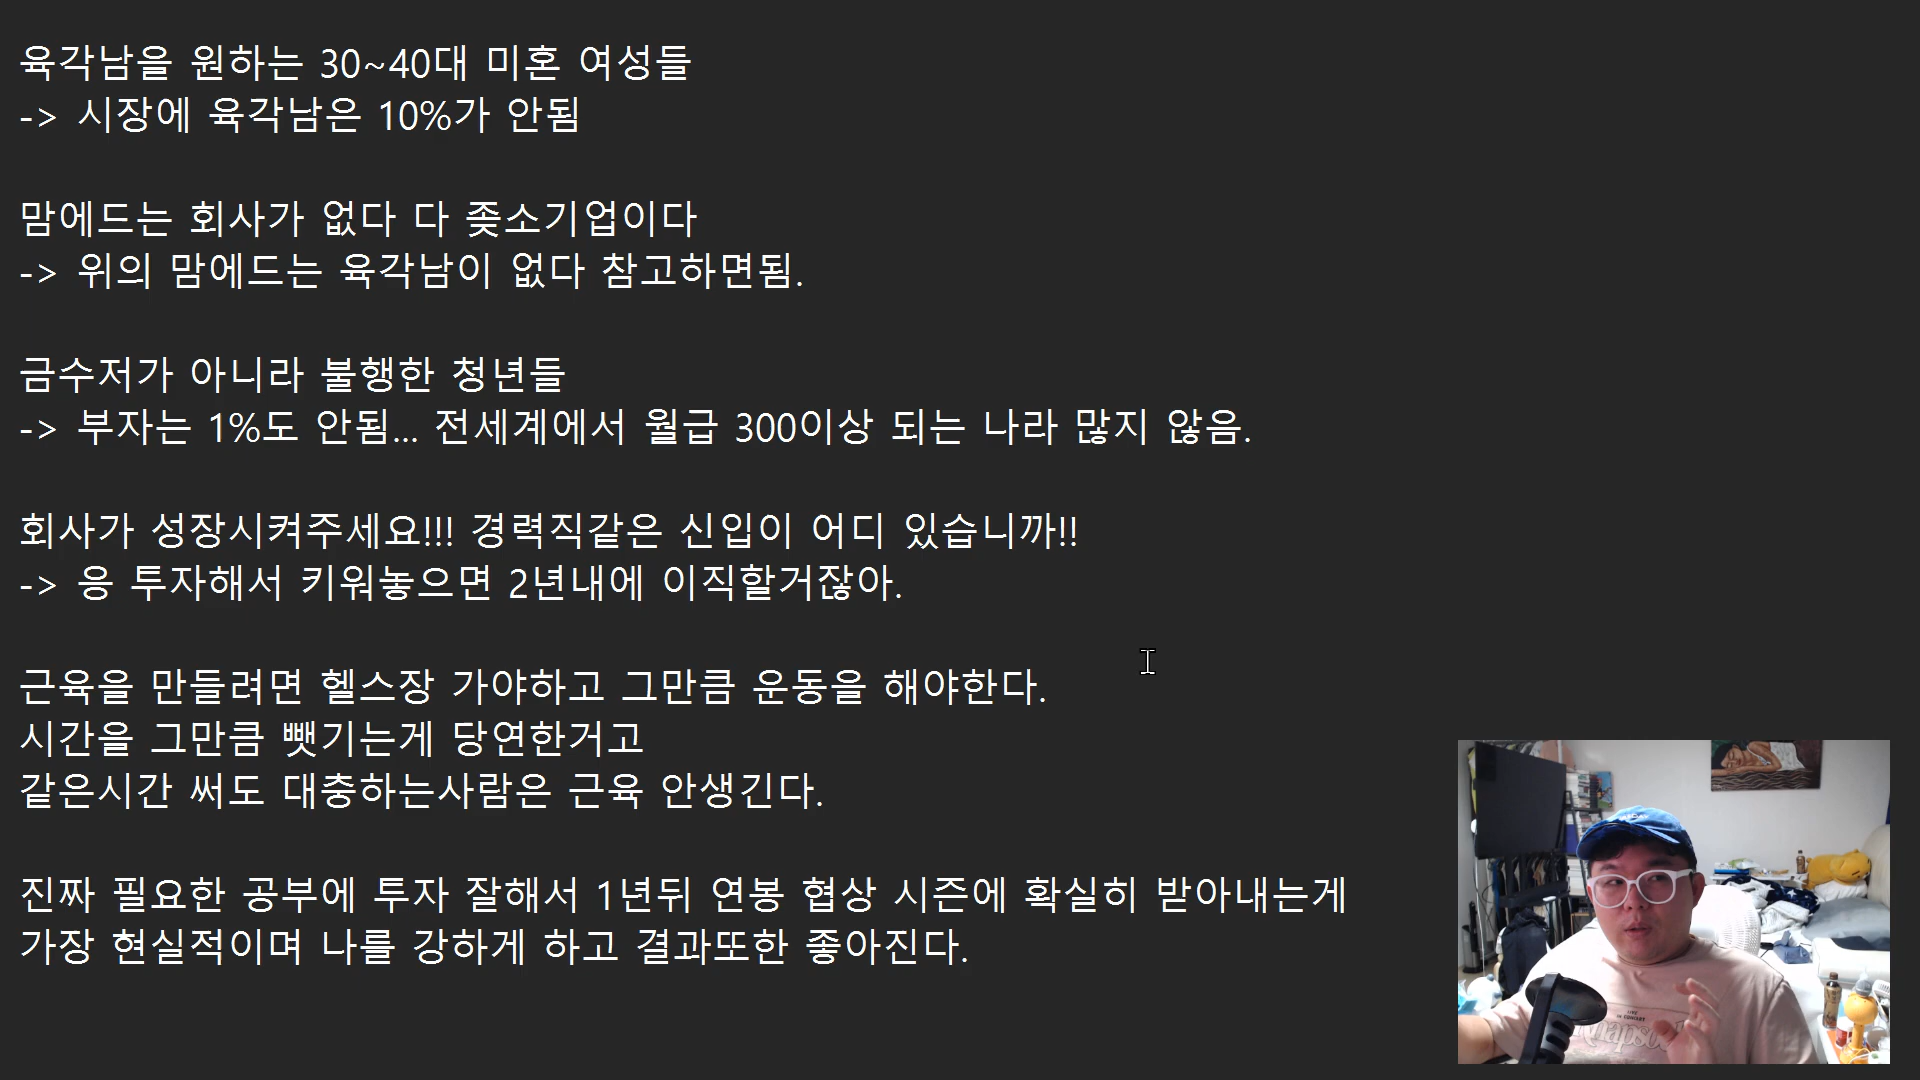 육각남을 원하는 30~40대 미혼 여성들
-> 시장에 육각남은 10%가 안됨
맘에드는 회사가 없다 다 좆소기업이다
-> 위의 맘에드는 육각남이 없다 참고하면됨.
금수저가 아니라 불행한 청년들
-> 부자는 1%도 안됨... 전세계에서 월급 300이상 되는 나라 많지 않음.
회사가 성장시켜주세요!!! 경력직같은 신입이 어디 있습니까!!
-> 응 투자해서 키워놓으면 2년내에 이직할거잖아.
근육을 만들려면 헬스장 가야하고 그만큼 운동을 해야한다.
시간을 그만큼 뺏기는게 당연한거고
같은시간 써도 대충하는사람은 근육 안생긴다.
진짜 필요한 공부에 투자 잘해서 1년뒤 연봉 협상 시즌에 확실히 받아내는게
가장 현실적이며 나를 강하게 하고 결과또한 좋아진다.